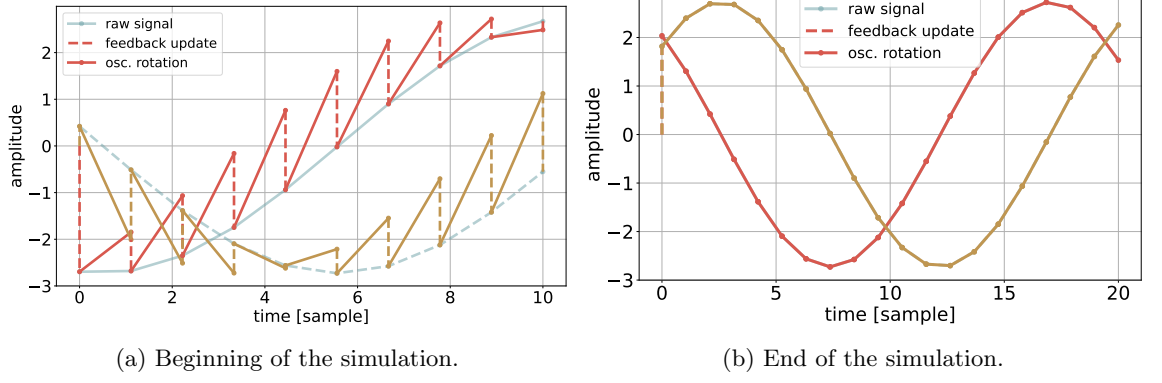 raw signal
feedback update
osc. rotation
amplitude
2
1
0
−1
−2
−3
0 2 4 6 8 10
time [sample]
(a) Beginning of the simulation.
raw signal
feedback update
osc. rotation
amplitude
2
1
0
−1
−2
−3
0 5 10 15 20
time [sample]
(b) End of the simulation.